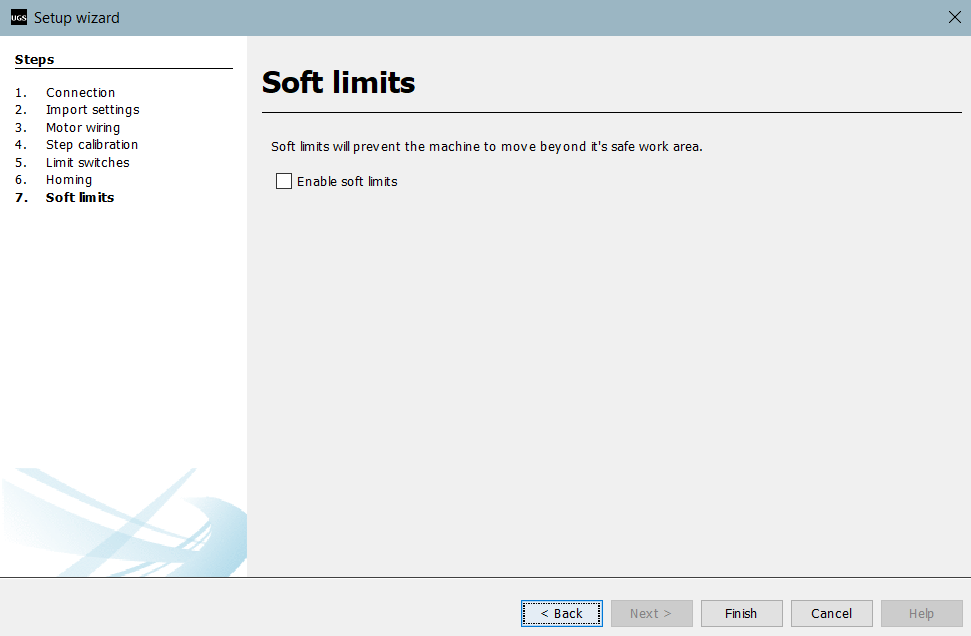 UGS Setup wizard
Steps
1. Connection
2. Import settings
3. Motor wiring
4. Step calibration
5. Limit switches
6. Homing
7. Soft limits
Soft limits
Soft limits will prevent the machine to move beyond it's safe work area.
Enable soft limits
< Back
Next >
Finish
Cancel
Help